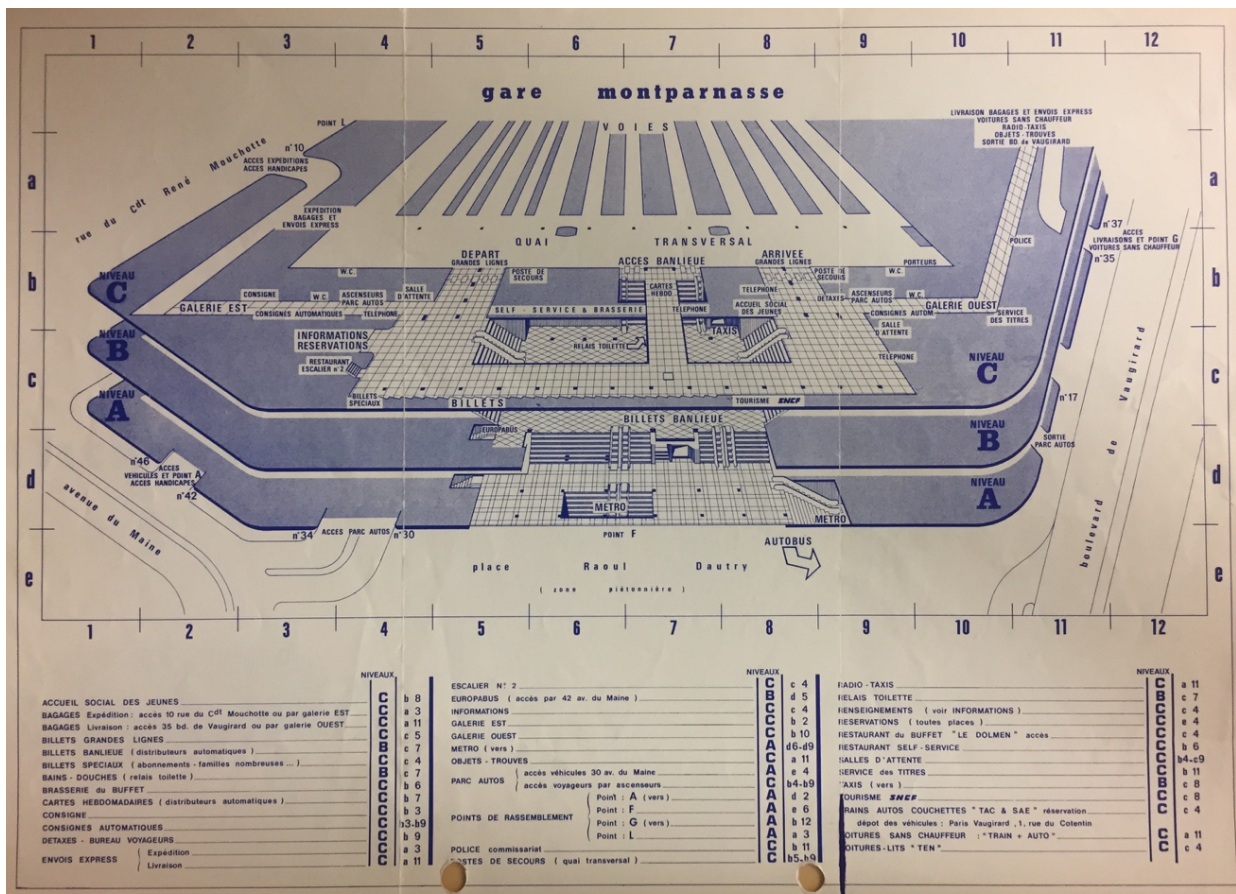 1 2 3 4 5 6 7 8 9 10 11 12
gare montparnasse
VOIES
POINT L
n°10
ACCES EXPEDITIONS
ACCES HANDICAPES
rue du Cdt René Mouchotte
EXPEDITION
BAGAGES ET
ENVOIS EXPRESS
LIVRAISON BAGAGES ET ENVOIS EXPRESS
VOITURES SANS CHAUFFEUR
RADIO-TAXIS
OBJETS-TROUVES
SORTIE BD. de VAUGIRARD
a
a
n°37
ACCES
LIVRAISONS ET POINT G
VOITURES SANS CHAUFFEUR
n°35
POLICE
QUAI TRANSVERSAL
DEPART
GRANDES LIGNES
ACCES BANLIEUE
ARRIVEE
GRANDES LIGNES
PORTEURS
W.C.
POSTE DE
SECOURS
CARTES
HEBDO
POSTE DE
SECOURS
W.C.
b
b
NIVEAU
C
CONSIGNE
W.C.
ASCENSEURS
PARC AUTOS
SALLE
D'ATTENTE
TELEPHONE
DETAXES
ASCENSEURS
PARC AUTOS
W.C.
GALERIE EST
CONSIGNES AUTOMATIQUES
TELEPHONE
SELF SERVICE & BRASSERIE
TELEPHONE
ACCUEIL SOCIAL
DES JEUNES
CONSIGNES AUTOM
GALERIE OUEST
SERVICE
DES TITRES
INFORMATIONS
RESERVATIONS
TAXIS
SALLE
D'ATTENTE
RELAIS TOILETTE
TELEPHONE
RESTAURANT
ESCALIER n°2
NIVEAU
B
NIVEAU
C
c
c
NIVEAU
A
BILLETS
SPECIAUX
BILLETS
TOURISME SNCF
n°17
BILLETS BANLIEUE
EUROPABUS
NIVEAU
B
SORTIE
PARC AUTOS
boulevard de Vaugirard
n°46
ACCES
VEHICULES ET POINT A
ACCES HANDICAPES
n°42
d
d
NIVEAU
A
avenue du Maine
METRO
METRO
n°34 ACCES PARC AUTOS n°30
POINT F
AUTOBUS
place Raoul Dautry
( zone piétonnière )
e
e
1 2 3 4 5 6 7 8 9 10 11 12
NIVEAUX
ACCUEIL SOCIAL DES JEUNES C b 8
BAGAGES Expédition : accès 10 rue du Cdt Mouchotte ou par galerie EST C a 3
BAGAGES Livraison : accès 35 bd. de Vaugirard ou par galerie OUEST C a 11
BILLETS GRANDES LIGNES C c 5
BILLETS BANLIEUE ( distributeurs automatiques ) B c 7
BILLETS SPECIAUX ( abonnements - familles nombreuses ... ) C c 4
BAINS - DOUCHES ( relais toilette ) B c 7
BRASSERIE du BUFFET C b 6
CARTES HEBDOMADAIRES ( distributeurs automatiques ) C b 7
CONSIGNE C b 3
CONSIGNES AUTOMATIQUES C b3-b9
DETAXES - BUREAU VOYAGEURS C b 9
ENVOIS EXPRESS
Expédition C a 3
Livraison C a 11
NIVEAUX
ESCALIER N° 2 C c 4
EUROPABUS ( accès par 42 av. du Maine ) B d 5
INFORMATIONS C c 4
GALERIE EST C b 2
GALERIE OUEST C b 10
METRO ( vers ) A d6-d9
OBJETS - TROUVES C a 11
PARC AUTOS
accès véhicules 30 av. du Maine A e 4
accès voyageurs par ascenseurs C b4-b9
POINTS DE RASSEMBLEMENT
Point : A ( vers ) A d 2
Point : F A e 6
Point : G ( vers ) A b 12
Point : L A a 3
POLICE commissariat C b 11
POSTES DE SECOURS ( quai transversal ) C b5-b9
NIVEAUX
RADIO-TAXIS C a 11
RELAIS TOILETTE B c 7
RENSEIGNEMENTS ( voir INFORMATIONS ) C c 4
RESERVATIONS ( toutes places ) C e 4
RESTAURANT du BUFFET " LE DOLMEN " accès C c 4
RESTAURANT SELF-SERVICE C b 6
SALLES D'ATTENTE C b4-c9
SERVICE des TITRES C b 11
TAXIS ( vers ) B c 8
TOURISME SNCF C c 8
TRAINS AUTOS COUCHETTES " TAC & SAE " réservation C c 4
dépot des véhicules : Paris Vaugirard , 1, rue du Cotentin
VOITURES SANS CHAUFFEUR : "TRAIN + AUTO" C a 11
VOITURES-LITS "TEN" C c 4